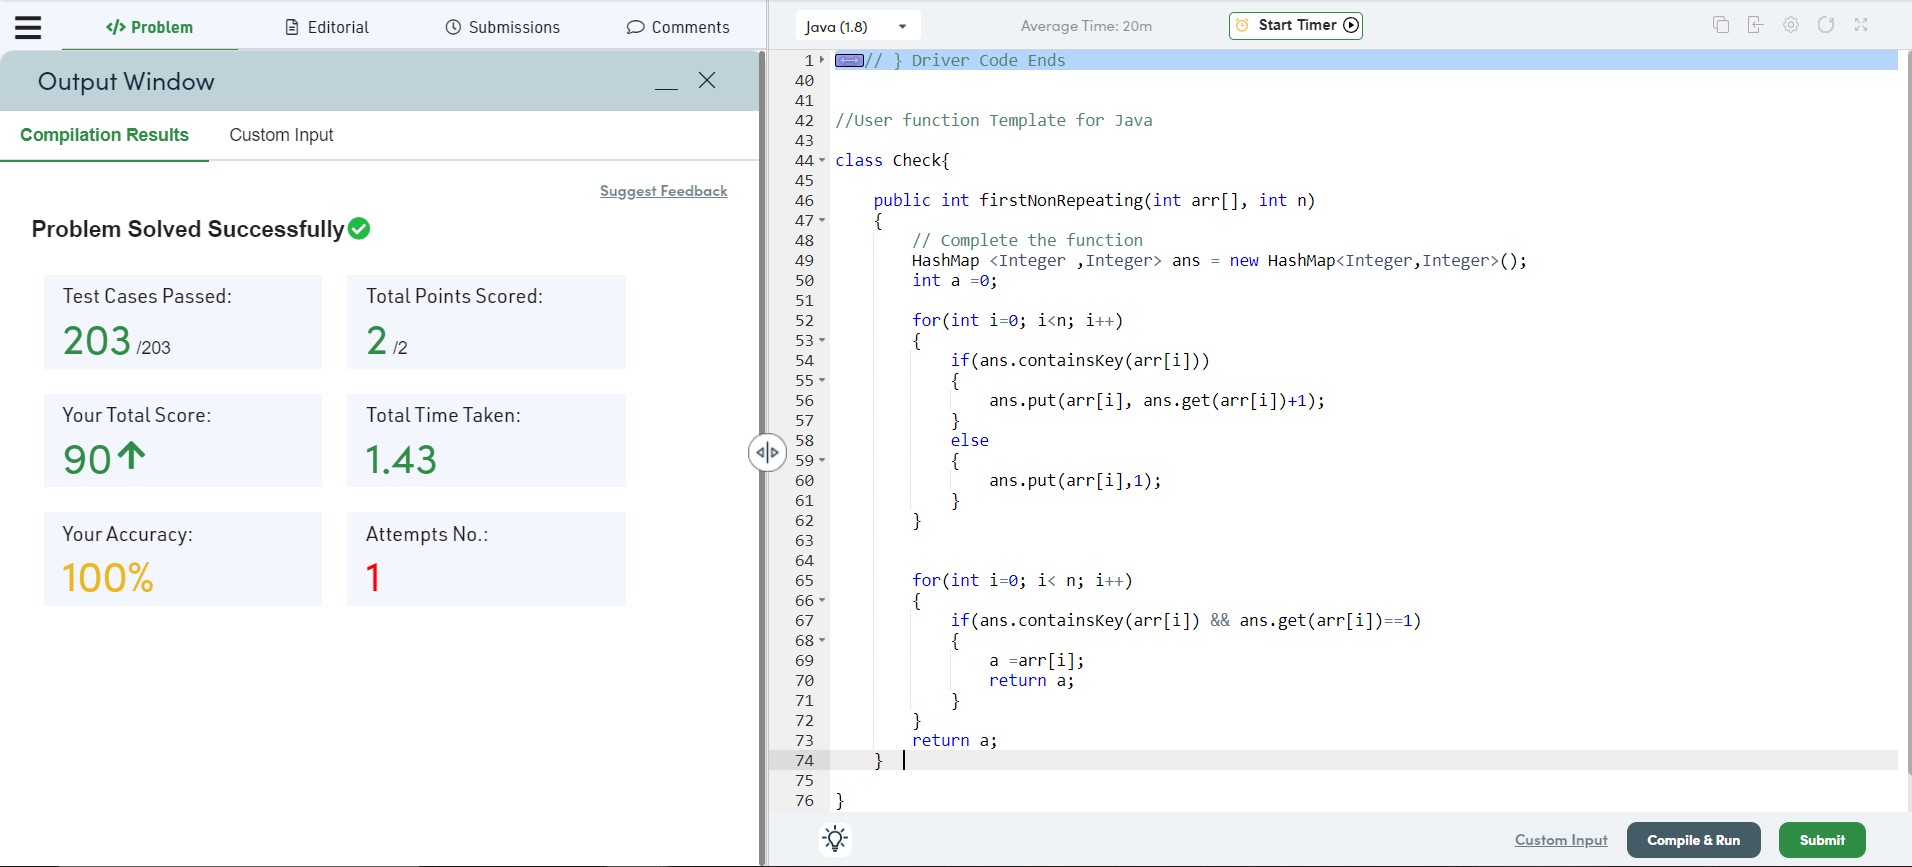 </> Problem
Editorial
Submissions
Comments
Java (1.8)
Average Time: 20m
Start Timer
Output Window
Compilation Results
Custom Input
Suggest Feedback
Problem Solved Successfully
Test Cases Passed:
203 /203
Total Points Scored:
2 /2
Your Total Score:
90
Total Time Taken:
1.43
Your Accuracy:
100%
Attempts No.:
1
1 // } Driver Code Ends
40
41
42 //User function Template for Java
43
44 class Check{
45
46     public int firstNonRepeating(int arr[], int n)
47     {
48         // Complete the function
49         HashMap <Integer ,Integer> ans = new HashMap<Integer,Integer>();
50         int a =0;
51
52         for(int i=0; i<n; i++)
53         {
54             if(ans.containsKey(arr[i]))
55             {
56                 ans.put(arr[i], ans.get(arr[i])+1);
57             }
58             else
59             {
60                 ans.put(arr[i],1);
61             }
62         }
63
64
65         for(int i=0; i< n; i++)
66         {
67             if(ans.containsKey(arr[i]) && ans.get(arr[i])==1)
68             {
69                 a =arr[i];
70                 return a;
71             }
72         }
73         return a;
74     }
75
76 }
Custom Input
Compile & Run
Submit